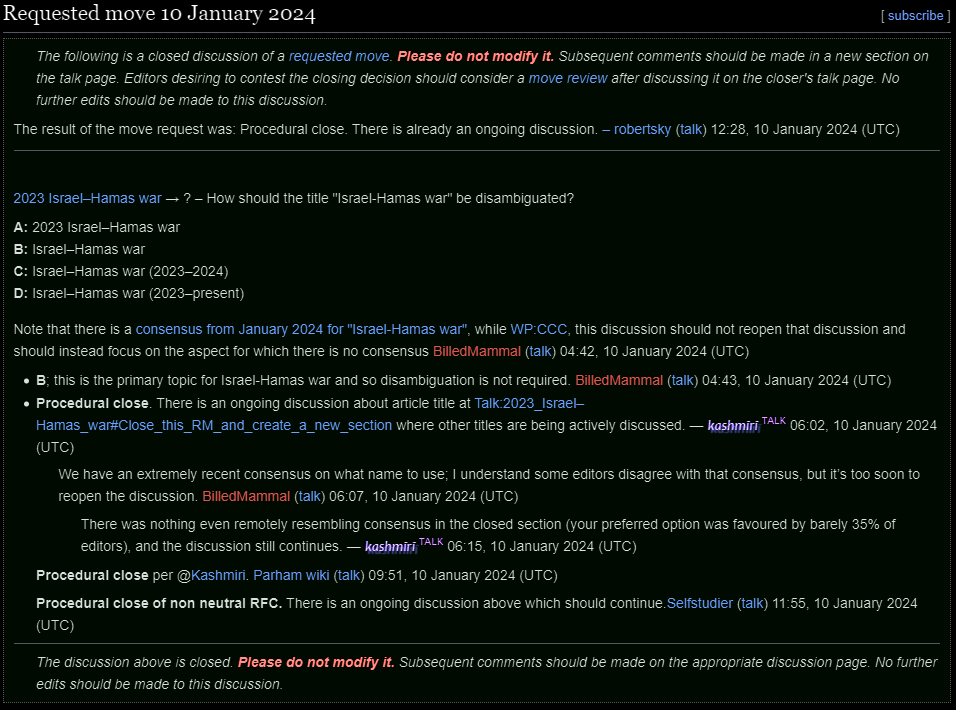 Requested move 10 January 2024
[ subscribe ]
The following is a closed discussion of a requested move. Please do not modify it. Subsequent comments should be made in a new section on
the talk page. Editors desiring to contest the closing decision should consider a move review after discussing it on the closer's talk page. No
further edits should be made to this discussion.
The result of the move request was: Procedural close. There is already an ongoing discussion. – robertsky (talk) 12:28, 10 January 2024 (UTC)
2023 Israel–Hamas war → ? – How should the title "Israel-Hamas war" be disambiguated?
A: 2023 Israel–Hamas war
B: Israel–Hamas war
C: Israel–Hamas war (2023–2024)
D: Israel–Hamas war (2023–present)
Note that there is a consensus from January 2024 for "Israel-Hamas war", while WP:CCC, this discussion should not reopen that discussion and
should instead focus on the aspect for which there is no consensus BilledMammal (talk) 04:42, 10 January 2024 (UTC)
• B; this is the primary topic for Israel-Hamas war and so disambiguation is not required. BilledMammal (talk) 04:43, 10 January 2024 (UTC)
• Procedural close. There is an ongoing discussion about article title at Talk:2023_Israel–
Hamas_war#Close_this_RM_and_create_a_new_section where other titles are being actively discussed. — kashmīrī TALK 06:02, 10 January 2024
(UTC)
We have an extremely recent consensus on what name to use; I understand some editors disagree with that consensus, but it's too soon to
reopen the discussion. BilledMammal (talk) 06:07, 10 January 2024 (UTC)
There was nothing even remotely resembling consensus in the closed section (your preferred option was favoured by barely 35% of
editors), and the discussion still continues. — kashmīrī TALK 06:15, 10 January 2024 (UTC)
Procedural close per @Kashmiri. Parham wiki (talk) 09:51, 10 January 2024 (UTC)
Procedural close of non neutral RFC. There is an ongoing discussion above which should continue.Selfstudier (talk) 11:55, 10 January 2024
(UTC)
The discussion above is closed. Please do not modify it. Subsequent comments should be made on the appropriate discussion page. No further
edits should be made to this discussion.